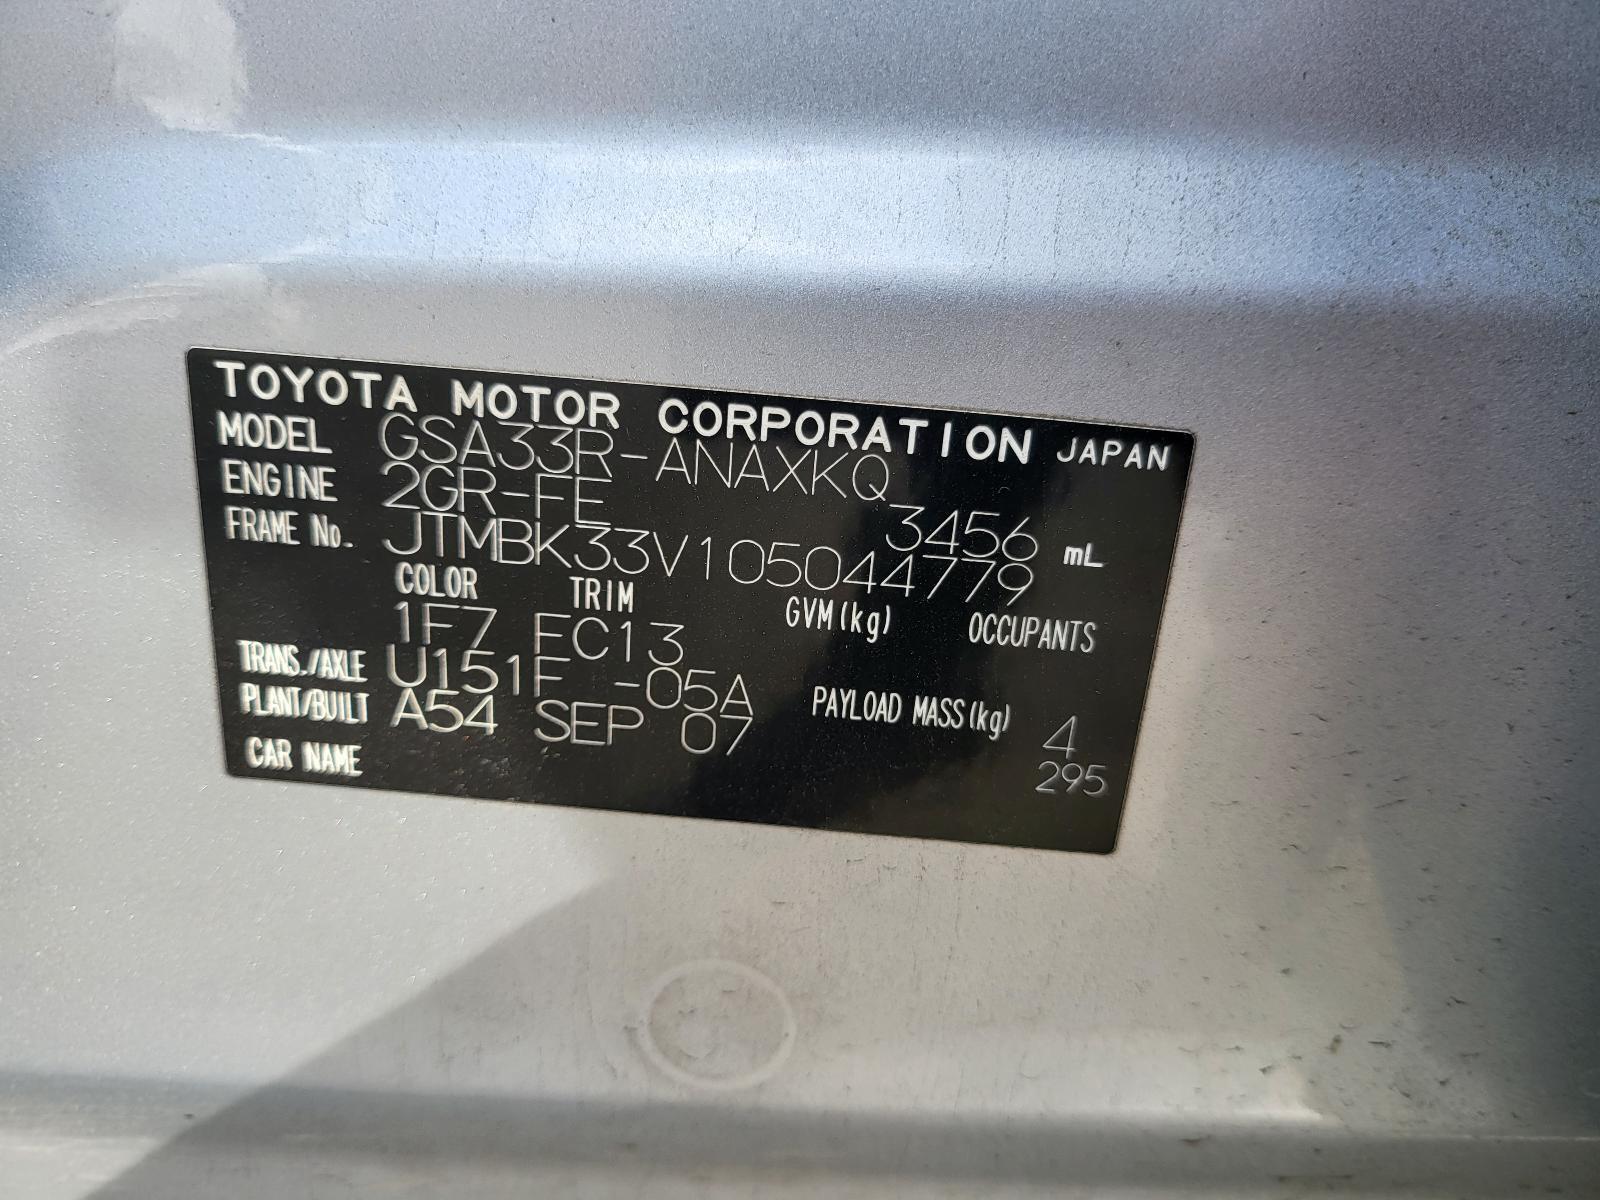 TOYOTA MOTOR CORPORATION JAPAN
MODEL GSA33R-ANAXKQ
ENGINE 2GR-FE 3456 mL
FRAME No. JTMBK33V105044779
COLOR TRIM GVM(kg) OCCUPANTS
1F7 FC13
TRANS./AXLE U151F -05A
PLANT/BUILT A54 SEP 07 PAYLOAD MASS(kg) 4
CAR NAME 295